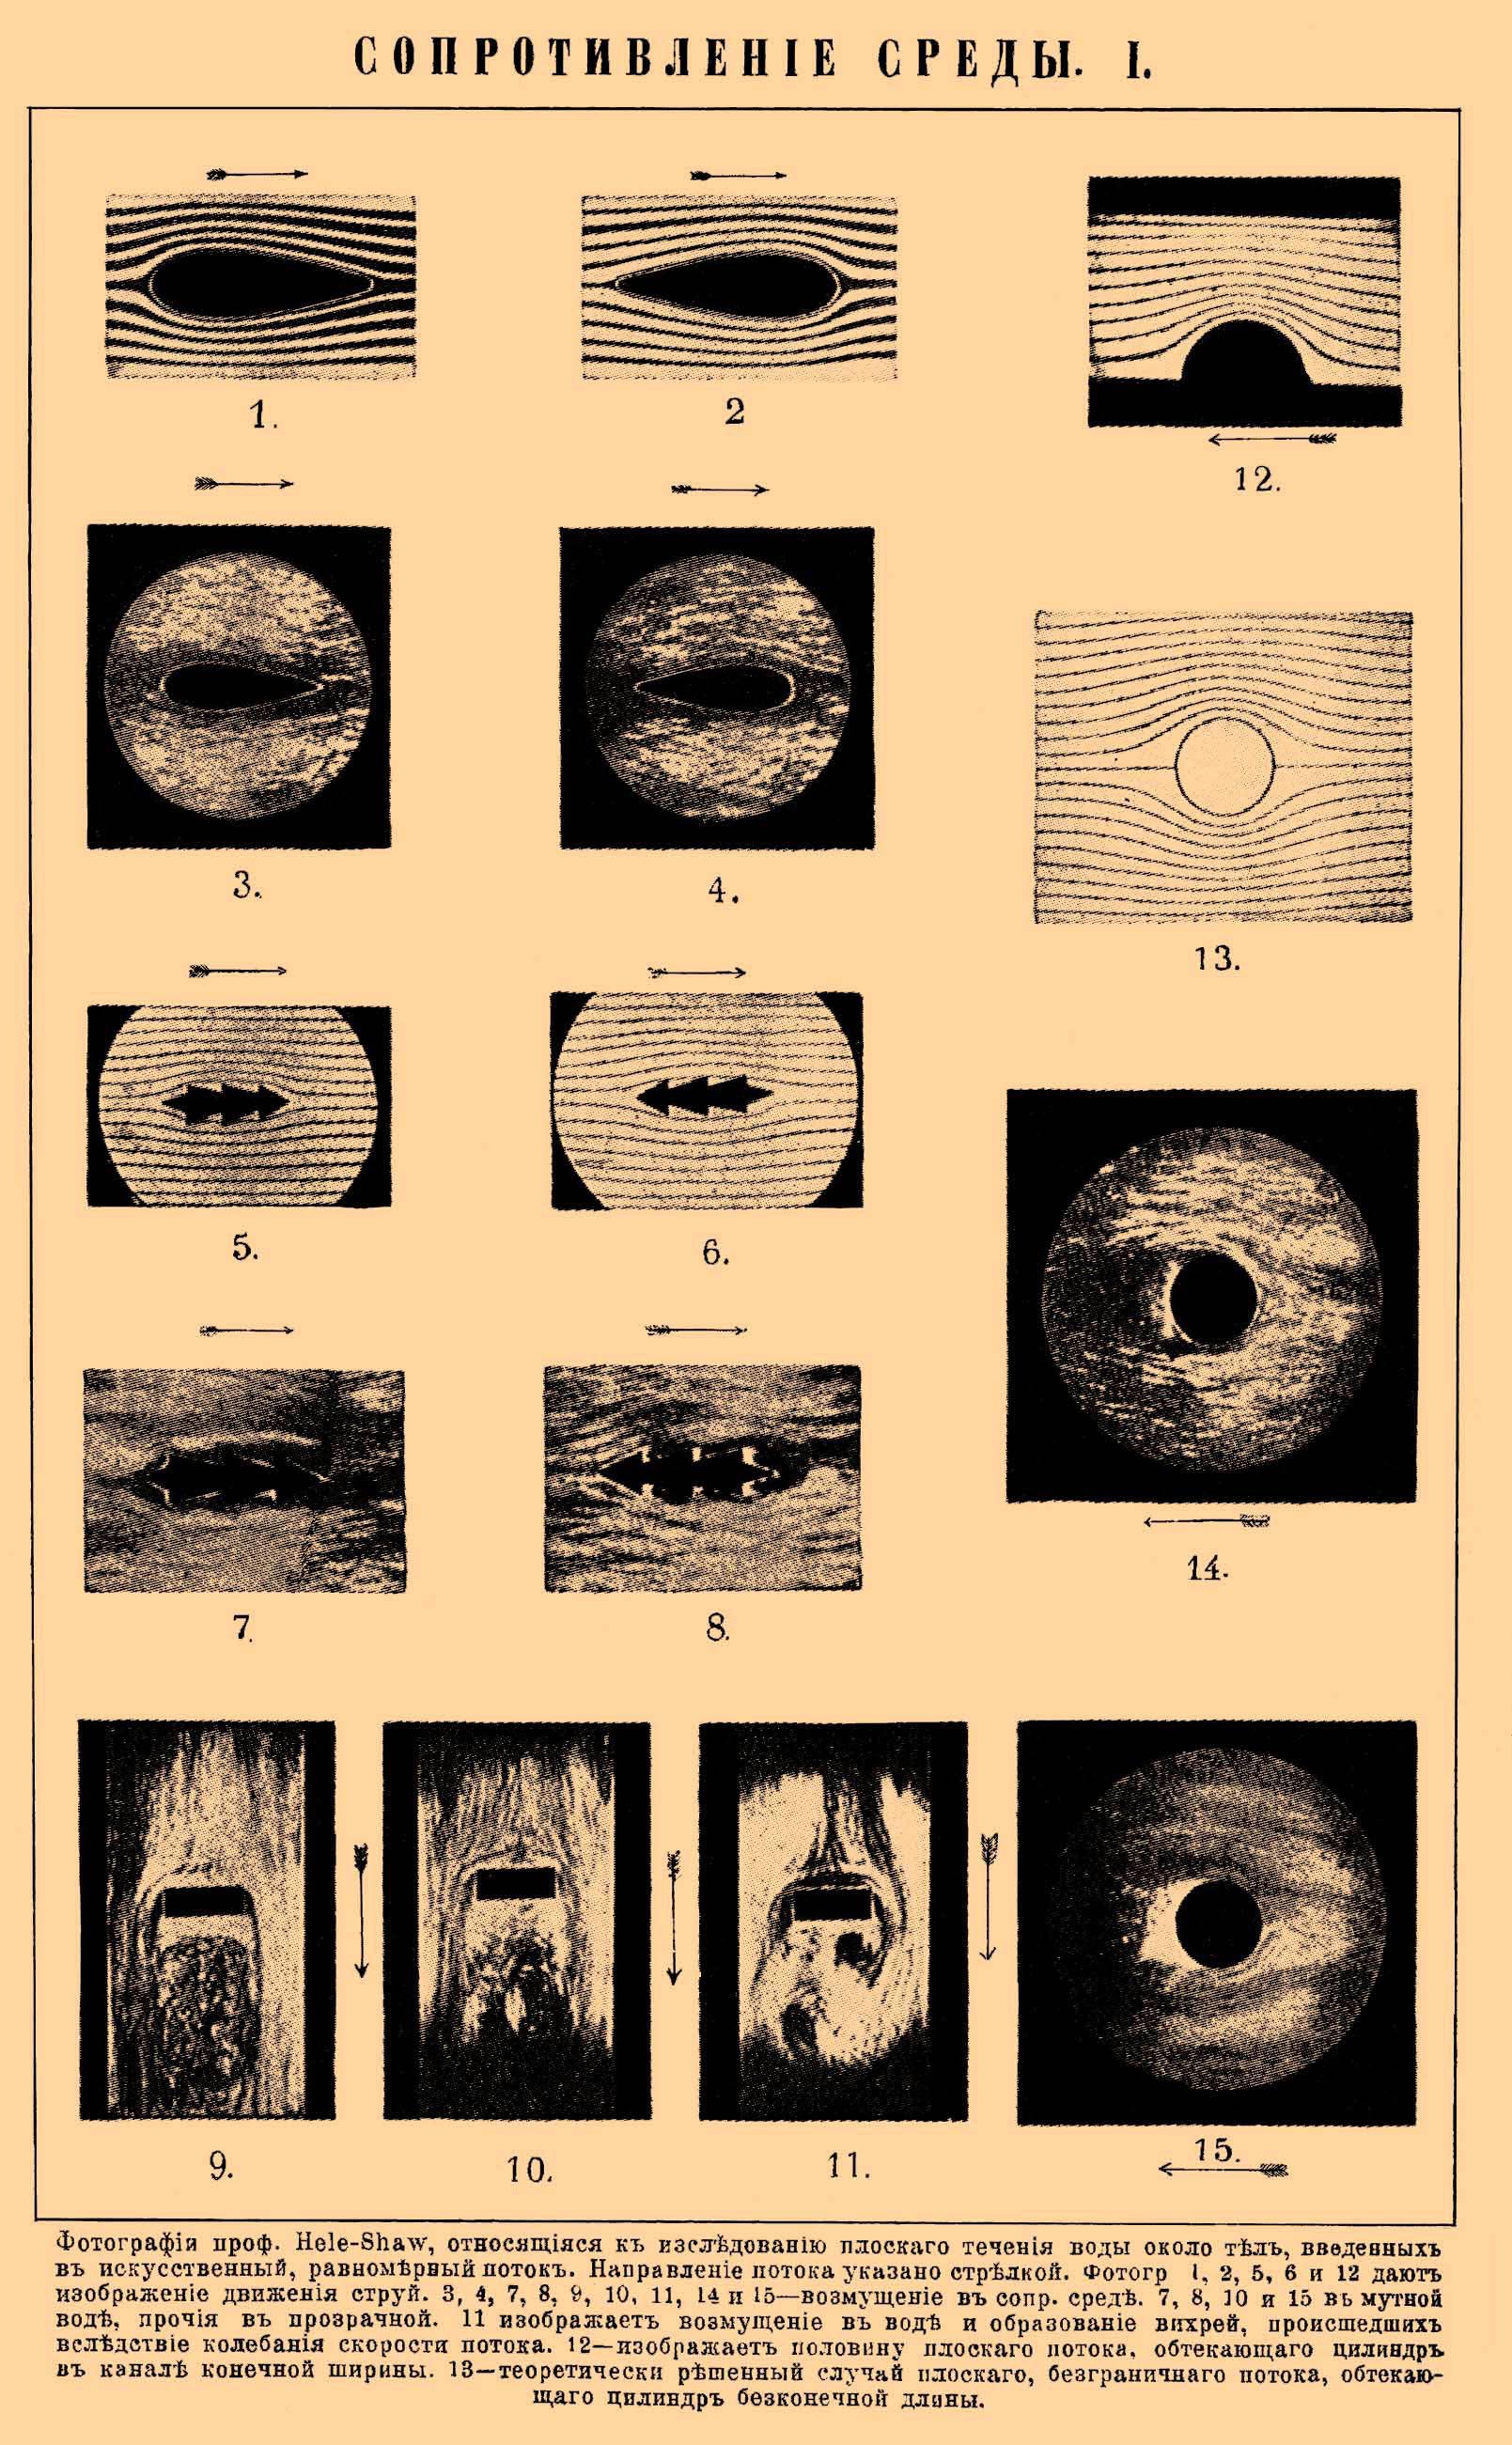 СОПРОТИВЛЕНІЕ СРЕДЫ. I.
1.
2
12.
3.
4.
13.
5.
6.
14.
7.
8.
9.
10.
11.
15.
Фотографіи проф. Hele-Shaw, относящіяся къ изслѣдованію плоскаго теченія воды около тѣлъ, введенныхъ
въ искусственный, равномѣрный потокъ. Направленіе потока указано стрѣлкой. Фотогр 1, 2, 5, 6 и 12 даютъ
изображеніе движенія струй. 3, 4, 7, 8, 9, 10, 11, 14 и 15—возмущеніе въ сопр. средѣ. 7, 8, 10 и 15 въ мутной
водѣ, прочія въ прозрачной. 11 изображаетъ возмущеніе въ водѣ и образованіе вихрей, происшедшихъ
вслѣдствіе колебанія скорости потока. 12—изображаетъ половину плоскаго потока, обтекающаго цилиндръ
въ каналѣ конечной ширины. 13—теоретически рѣшенный случай плоскаго, безграничнаго потока, обтекаю-
щаго цилиндръ безконечной длины.